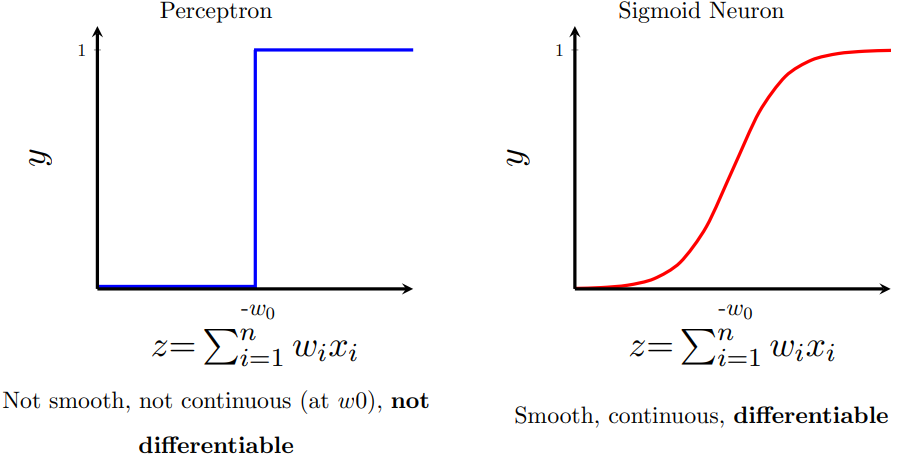 Perceptron
1
y
-w₀
z=∑ⁿᵢ₌₁ wᵢxᵢ
Not smooth, not continuous (at w0), not
differentiable
Sigmoid Neuron
1
y
-w₀
z=∑ⁿᵢ₌₁ wᵢxᵢ
Smooth, continuous, differentiable